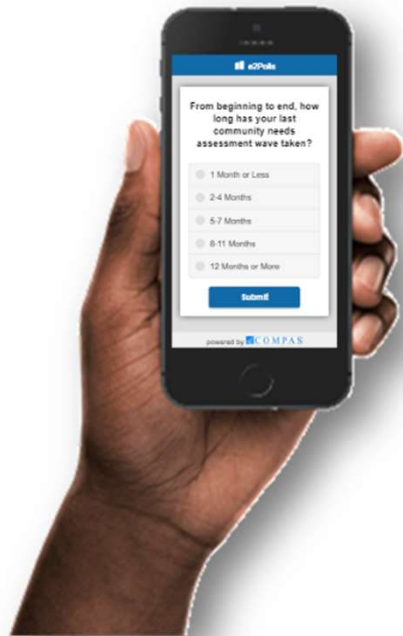 e2Polls
From beginning to end, how
long has your last
community needs
assessment wave taken?
1 Month or Less
2-4 Months
5-7 Months
8-11 Months
12 Months or More
Submit
powered by eCOMPAS